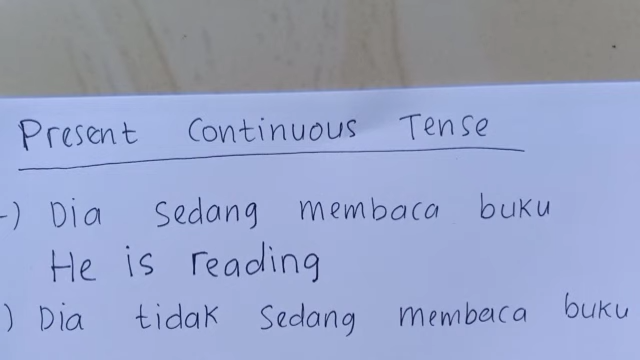 Present Continuous Tense
-) Dia sedang membaca buku
He is reading
) Dia tidak sedang membaca buku